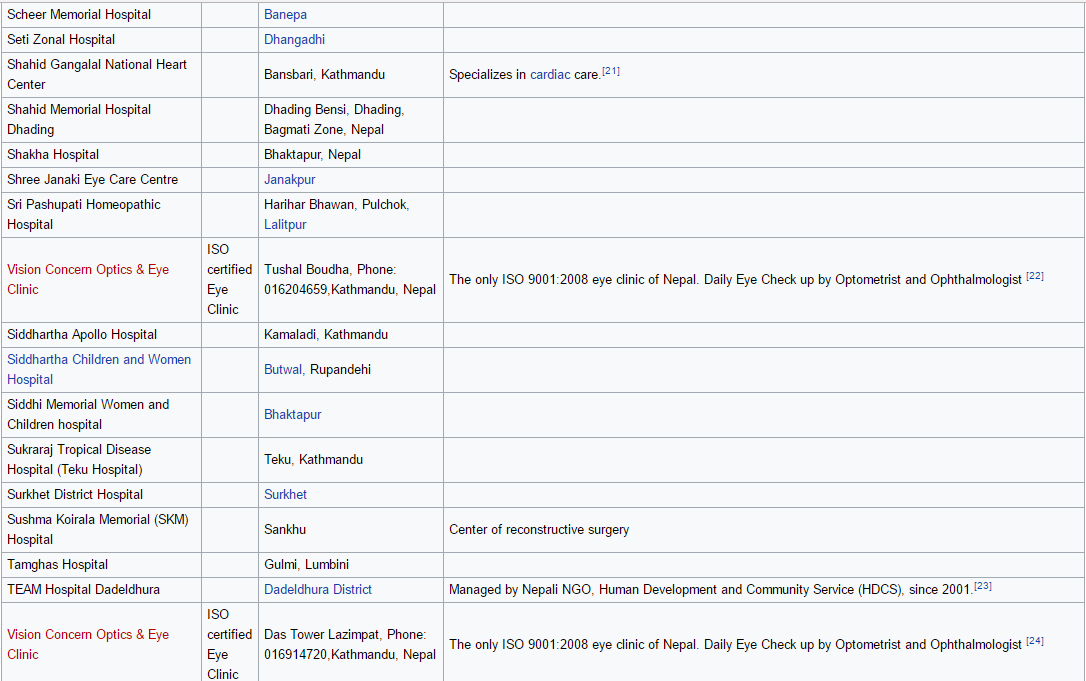 Scheer Memorial Hospital Banepa
Seti Zonal Hospital Dhangadhi
Shahid Gangalal National Heart
Center
Bansbari, Kathmandu
Specializes in cardiac care.[21]
Shahid Memorial Hospital
Dhading
Dhading Bensi, Dhading,
Bagmati Zone, Nepal
Shakha Hospital Bhaktapur, Nepal
Shree Janaki Eye Care Centre Janakpur
Sri Pashupati Homeopathic
Hospital
Harihar Bhawan, Pulchok,
Lalitpur
Vision Concern Optics & Eye
Clinic
ISO
certified
Eye
Clinic
Tushal Boudha, Phone:
016204659,Kathmandu, Nepal
The only ISO 9001:2008 eye clinic of Nepal. Daily Eye Check up by Optometrist and Ophthalmologist [22]
Siddhartha Apollo Hospital Kamaladi, Kathmandu
Siddhartha Children and Women
Hospital
Butwal, Rupandehi
Siddhi Memorial Women and
Children hospital
Bhaktapur
Sukraraj Tropical Disease
Hospital (Teku Hospital)
Teku, Kathmandu
Surkhet District Hospital Surkhet
Sushma Koirala Memorial (SKM)
Hospital
Sankhu
Center of reconstructive surgery
Tamghas Hospital Gulmi, Lumbini
TEAM Hospital Dadeldhura Dadeldhura District Managed by Nepali NGO, Human Development and Community Service (HDCS), since 2001.[23]
Vision Concern Optics & Eye
Clinic
ISO
certified
Eye
Clinic
Das Tower Lazimpat, Phone:
016914720,Kathmandu, Nepal
The only ISO 9001:2008 eye clinic of Nepal. Daily Eye Check up by Optometrist and Ophthalmologist [24]